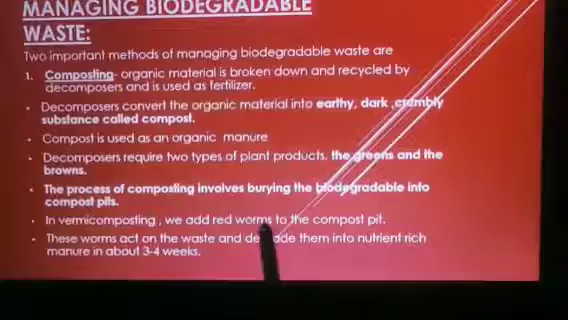 MANAGING BIODEGRADABLE
WASTE:
Two important methods of managing biodegradable waste are
1. Composting- organic material is broken down and recycled by
decomposers and is used as fertilizer.
• Decomposers convert the organic material into earthy, dark ,crumbly
substance called compost.
• Compost is used as an organic manure
• Decomposers require two types of plant products, the greens and the
browns.
• The process of composting involves burying the biodegradable into
compost pits.
• In vermicomposting , we add red worms to the compost pit.
• These worms act on the waste and them into nutrient rich
manure in about 3-4 weeks.